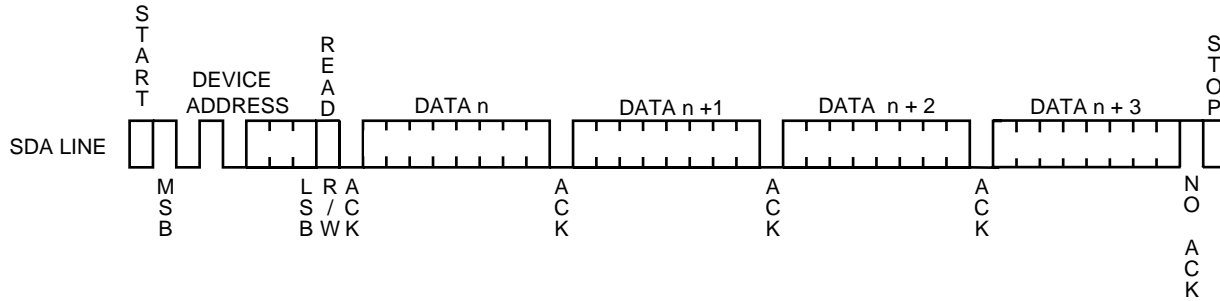 START
DEVICE
ADDRESS
READ
DATA n
DATA n +1
DATA n + 2
DATA n + 3
STOP
SDA LINE
MSB
LSB
R/W
ACK
ACK
ACK
ACK
NO ACK